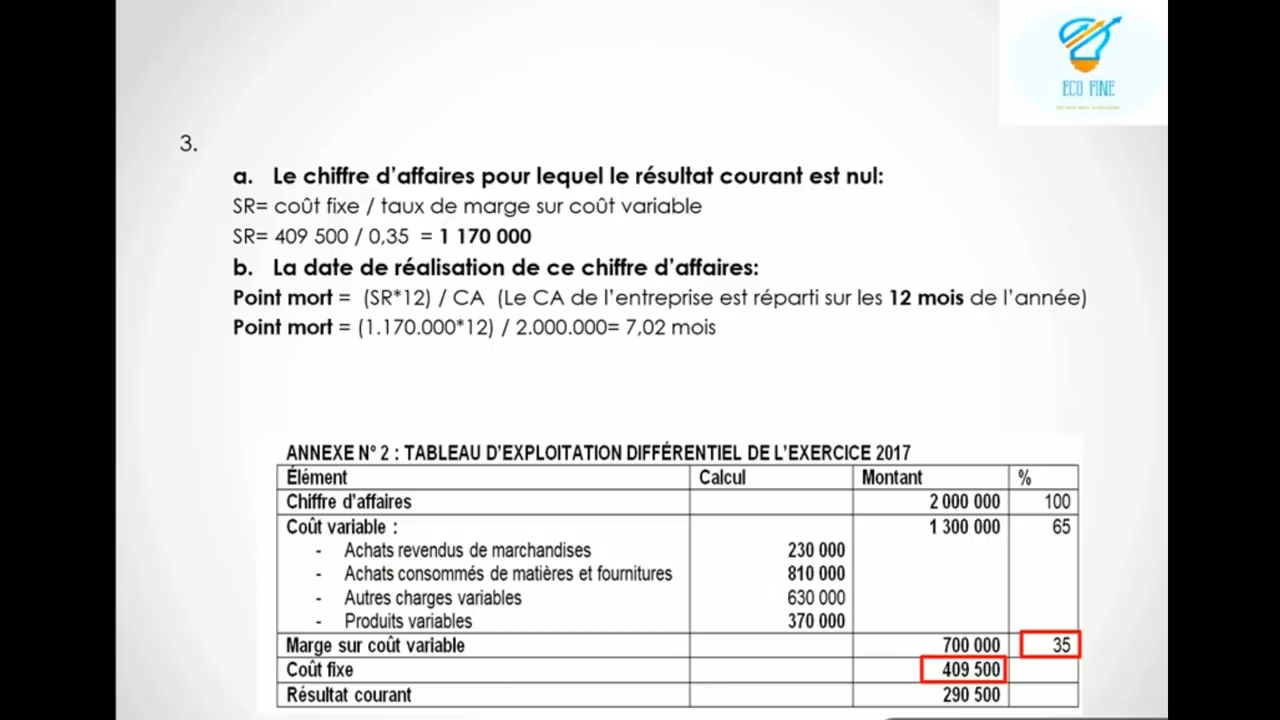 ECO FINE
3.
a. Le chiffre d'affaires pour lequel le résultat courant est nul:
SR= coût fixe / taux de marge sur coût variable
SR= 409 500 / 0,35 = 1 170 000
b. La date de réalisation de ce chiffre d'affaires:
Point mort = (SR*12) / CA (Le CA de l'entreprise est réparti sur les 12 mois de l'année)
Point mort = (1.170.000*12) / 2.000.000= 7,02 mois
ANNEXE N° 2 : TABLEAU D'EXPLOITATION DIFFÉRENTIEL DE L'EXERCICE 2017
Élément Calcul Montant %
Chiffre d'affaires 2 000 000 100
Coût variable : 1 300 000 65
- Achats revendus de marchandises 230 000
- Achats consommés de matières et fournitures 810 000
- Autres charges variables 630 000
- Produits variables 370 000
Marge sur coût variable 700 000 35
Coût fixe 409 500
Résultat courant 290 500